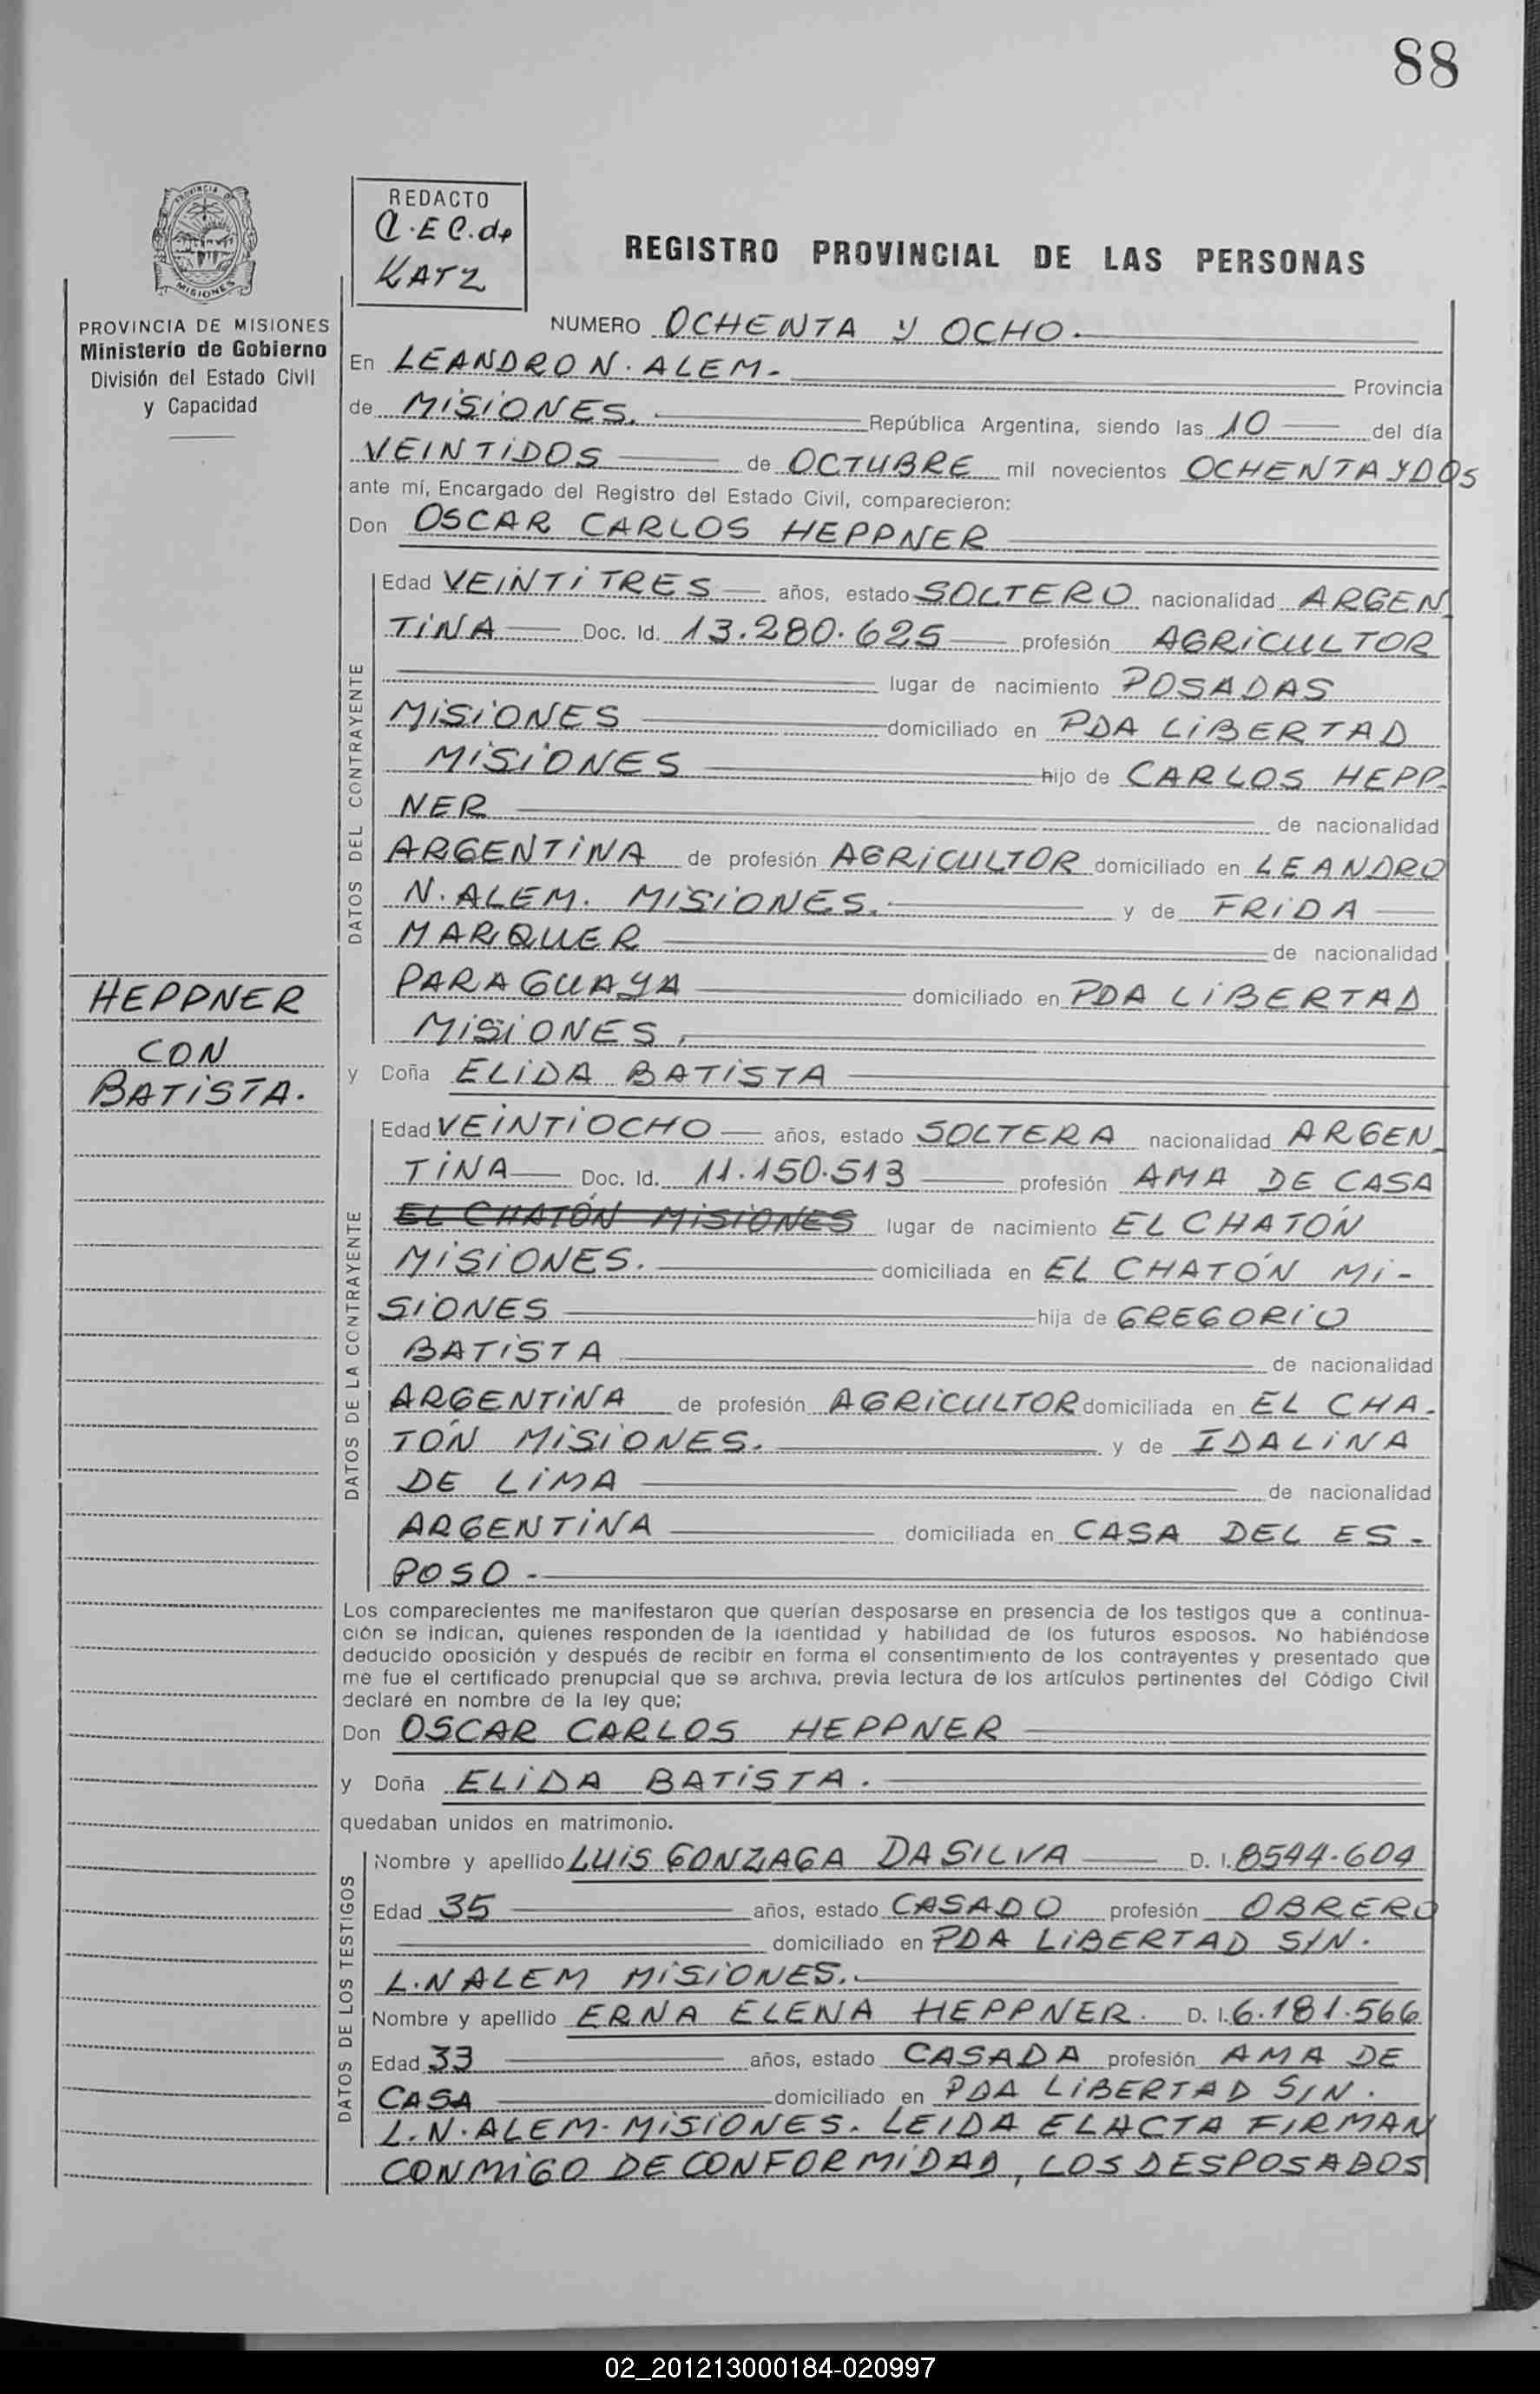 88
PROVINCIA DE
MISIONES
REDACTO
A.E C.de
KATZ
REGISTRO PROVINCIAL DE LAS PERSONAS
PROVINCIA DE MISIONES
Ministerio de Gobierno
División del Estado Civil
y Capacidad
NUMERO OCHENTA Y OCHO.
En LEANDRO N. ALEM- Provincia
de MISIONES. República Argentina, siendo las 10 del día
VEINTIDOS de OCTUBRE mil novecientos OCHENTA Y DOS
ante mí, Encargado del Registro del Estado Civil, comparecieron:
Don OSCAR CARLOS HEPPNER
DATOS DEL CONTRAYENTE
Edad VEINTITRES años, estado SOLTERO nacionalidad ARGEN
TINA Doc. Id. 13.280.625 profesión AGRICULTOR
lugar de nacimiento POSADAS
MISIONES domiciliado en PDA LIBERTAD
MISIONES hijo de CARLOS HEPP-
NER de nacionalidad
ARGENTINA de profesión AGRICULTOR domiciliado en LEANDRO
N. ALEM. MISIONES. y de FRIDA
MARQUER de nacionalidad
PARAGUAYA domiciliado en PDA LIBERTAD
MISIONES,
HEPPNER
CON
BATISTA.
y Doña ELIDA BATISTA
DATOS DE LA CONTRAYENTE
Edad VEINTIOCHO años, estado SOLTERA nacionalidad ARGEN
TINA Doc. Id. 11.150.513 profesión AMA DE CASA
EL CHATÓN MISIONES lugar de nacimiento EL CHATÓN
MISIONES. domiciliada en EL CHATÓN MI-
SIONES hija de GREGORIO
BATISTA de nacionalidad
ARGENTINA de profesión AGRICULTOR domiciliada en EL CHA-
TÓN MISIONES. y de IDALINA
DE LIMA de nacionalidad
ARGENTINA domiciliada en CASA DEL ES-
POSO-
Los comparecientes me manifestaron que querían desposarse en presencia de los testigos que a continua-
ción se indican, quienes responden de la identidad y habilidad de los futuros esposos. No habiéndose
deducido oposición y después de recibir en forma el consentimiento de los contrayentes y presentado que
me fue el certificado prenupcial que se archiva, previa lectura de los artículos pertinentes del Código Civil
declaré en nombre de la ley que;
Don OSCAR CARLOS HEPPNER
y Doña ELIDA BATISTA.
quedaban unidos en matrimonio.
DATOS DE LOS TESTIGOS
Nombre y apellido LUIS GONZAGA DASILVA D. I. 8544.604
Edad 35 años, estado CASADO profesión OBRERO
domiciliado en PDA LIBERTAD S/N.
L.N ALEM MISIONES.
Nombre y apellido ERNA ELENA HEPPNER. D. I. 6.181.566
Edad 33 años, estado CASADA profesión AMA DE
CASA domiciliado en PDA LIBERTAD S/N.
L.N. ALEM- MISIONES. LEIDA EL ACTA FIRMAN
CONMIGO DE CONFORMIDAD, LOS DESPOSADOS
02_201213000184-020997